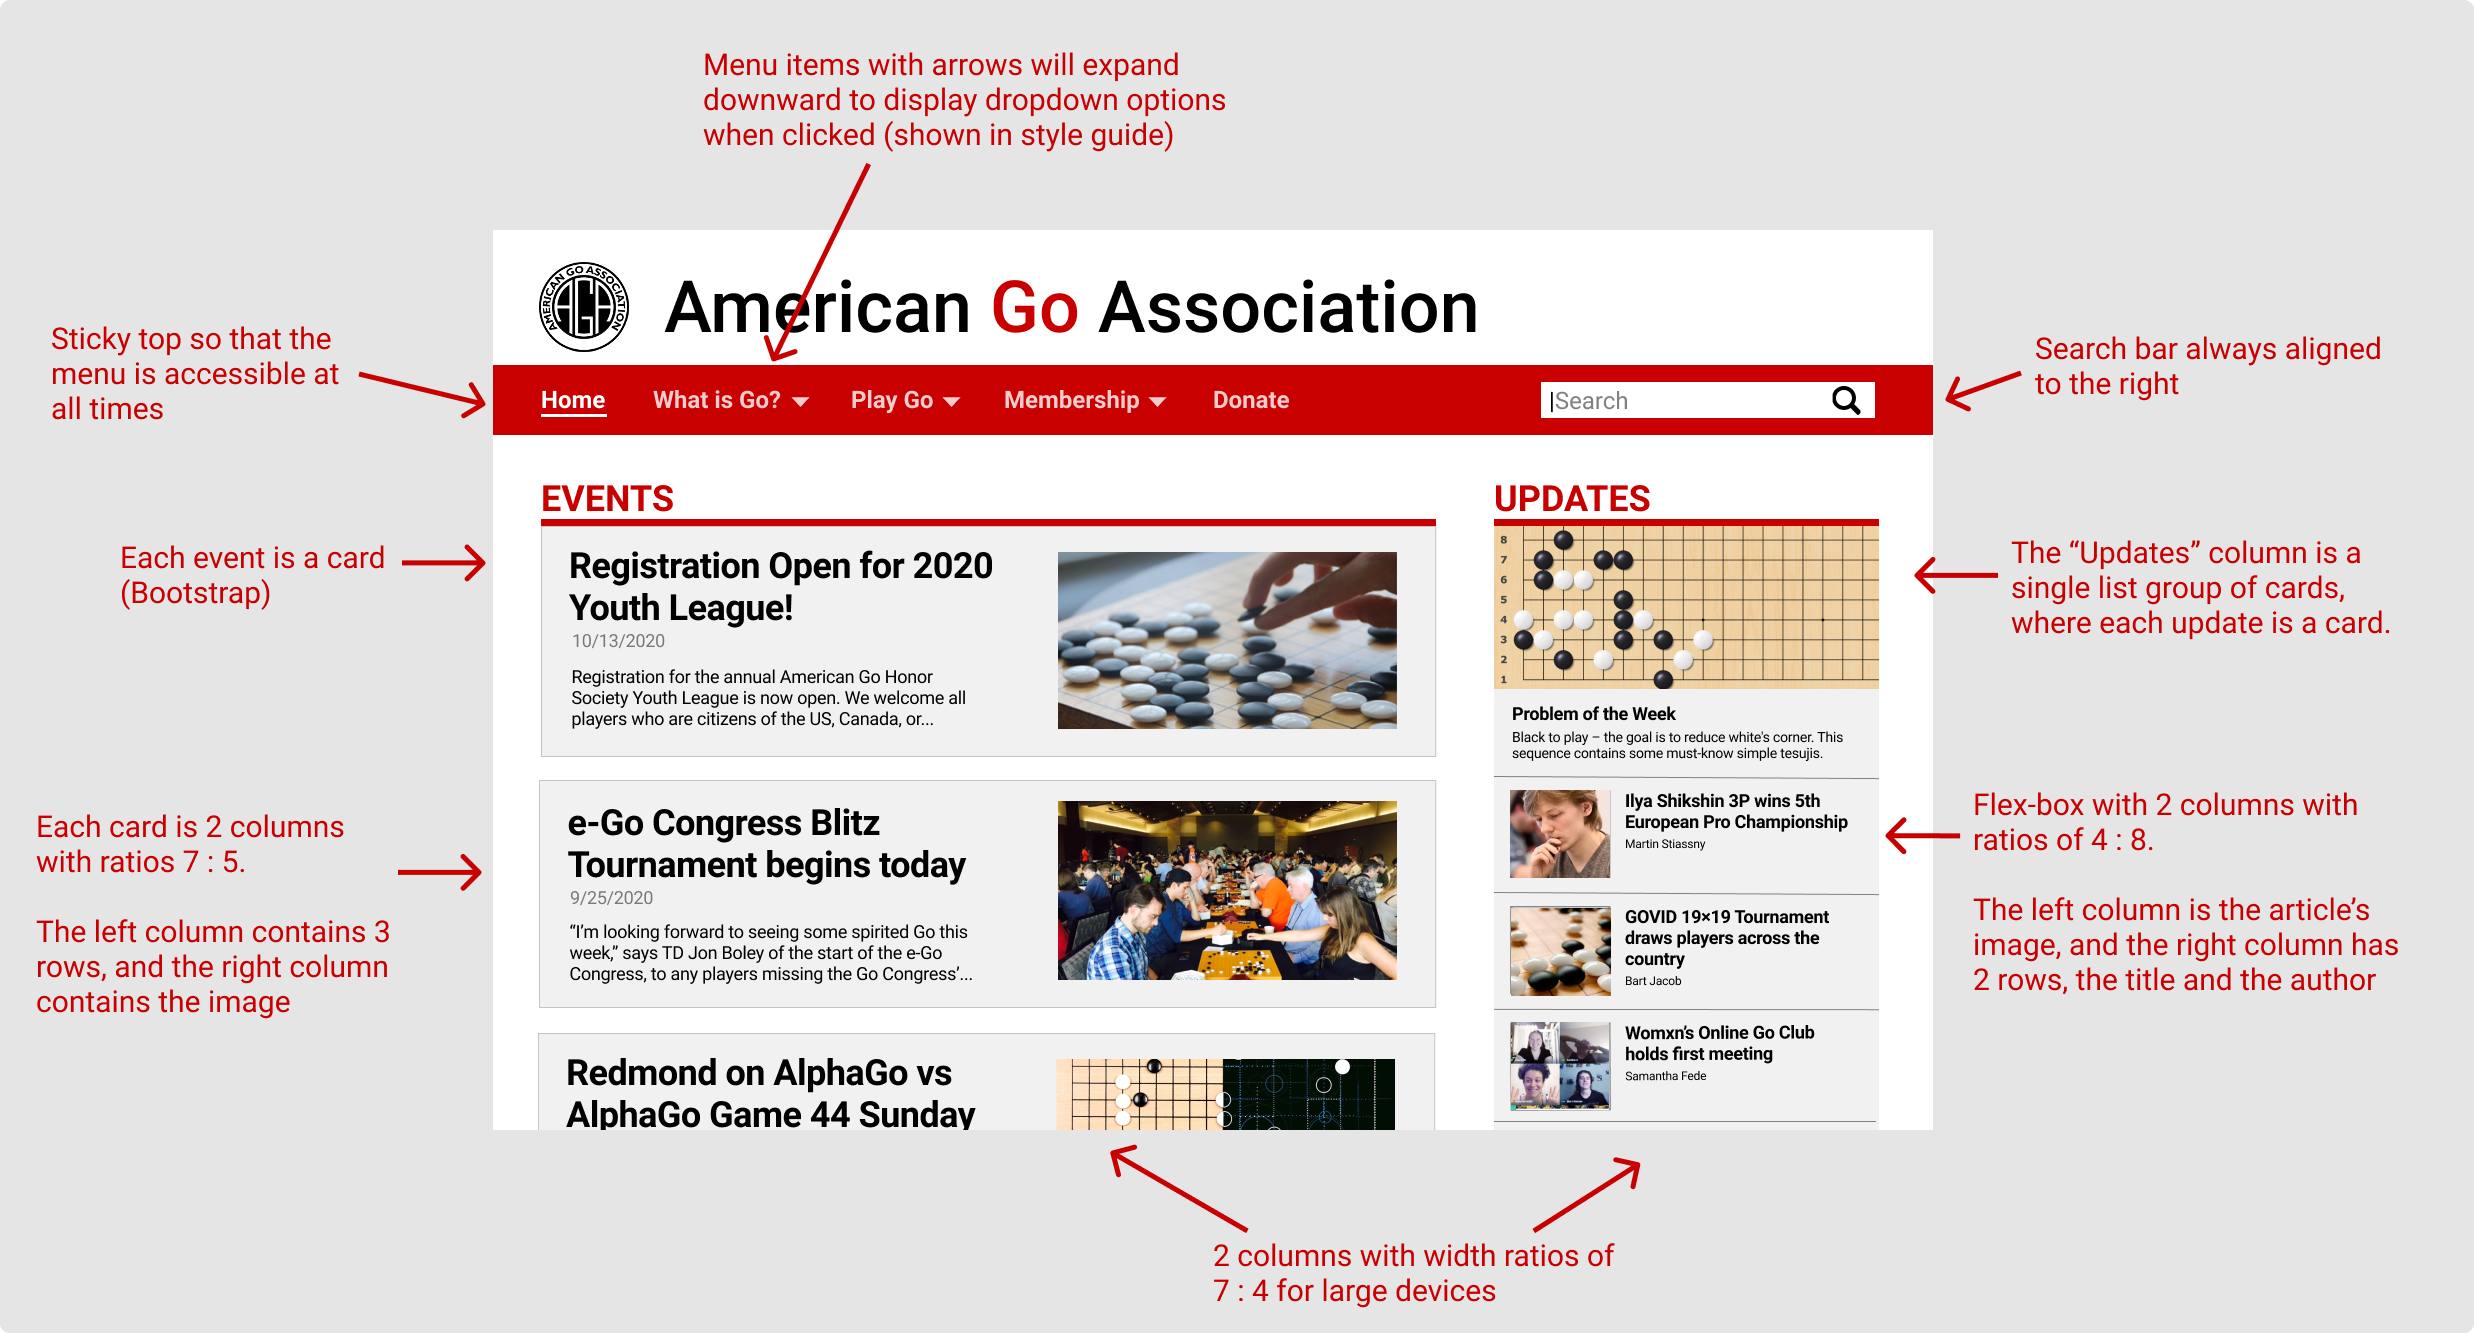 Menu items with arrows will expand
downward to display dropdown options
when clicked (shown in style guide)
AMERICAN GO ASSOCIATION
AGA
American Go Association
Sticky top so that the
menu is accessible at
all times
Search bar always aligned
to the right
Home
What is Go?
Play Go
Membership
Donate
Search
EVENTS
Each event is a card
(Bootstrap)
Registration Open for 2020
Youth League!
10/13/2020
Registration for the annual American Go Honor
Society Youth League is now open. We welcome all
players who are citizens of the US, Canada, or...
Each card is 2 columns
with ratios 7 : 5.
The left column contains 3
rows, and the right column
contains the image
e-Go Congress Blitz
Tournament begins today
9/25/2020
“I’m looking forward to seeing some spirited Go this
week,” says TD Jon Boley of the start of the e-Go
Congress, to any players missing the Go Congress’...
Redmond on AlphaGo vs
AlphaGo Game 44 Sunday
UPDATES
8
7
6
5
4
3
2
1
The “Updates” column is a
single list group of cards,
where each update is a card.
Problem of the Week
Black to play – the goal is to reduce white's corner. This
sequence contains some must-know simple tesujis.
Ilya Shikshin 3P wins 5th
European Pro Championship
Martin Stiassny
Flex-box with 2 columns with
ratios of 4 : 8.
The left column is the article’s
image, and the right column has
2 rows, the title and the author
GOVID 19×19 Tournament
draws players across the
country
Bart Jacob
Womxn’s Online Go Club
holds first meeting
Samantha Fede
2 columns with width ratios of
7 : 4 for large devices